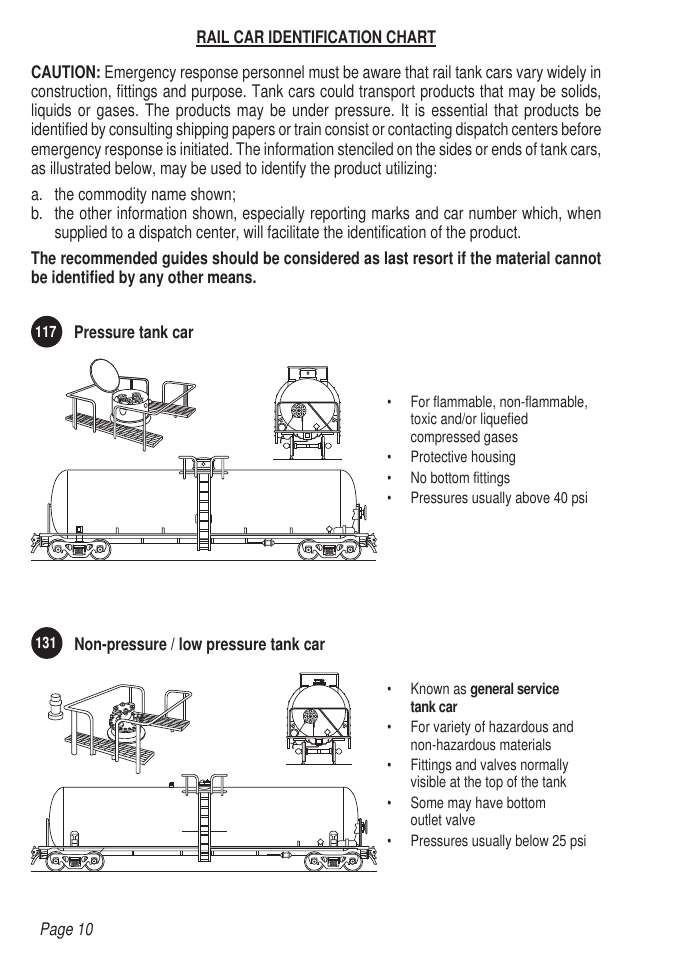 RAIL CAR IDENTIFICATION CHART
CAUTION: Emergency response personnel must be aware that rail tank cars vary widely in
construction, fittings and purpose. Tank cars could transport products that may be solids,
liquids or gases. The products may be under pressure. It is essential that products be
identified by consulting shipping papers or train consist or contacting dispatch centers before
emergency response is initiated. The information stenciled on the sides or ends of tank cars,
as illustrated below, may be used to identify the product utilizing:
a. the commodity name shown;
b. the other information shown, especially reporting marks and car number which, when
supplied to a dispatch center, will facilitate the identification of the product.
The recommended guides should be considered as last resort if the material cannot
be identified by any other means.
117 Pressure tank car
• For flammable, non-flammable,
toxic and/or liquefied
compressed gases
• Protective housing
• No bottom fittings
• Pressures usually above 40 psi
131 Non-pressure / low pressure tank car
• Known as general service
tank car
• For variety of hazardous and
non-hazardous materials
• Fittings and valves normally
visible at the top of the tank
• Some may have bottom
outlet valve
• Pressures usually below 25 psi
Page 10